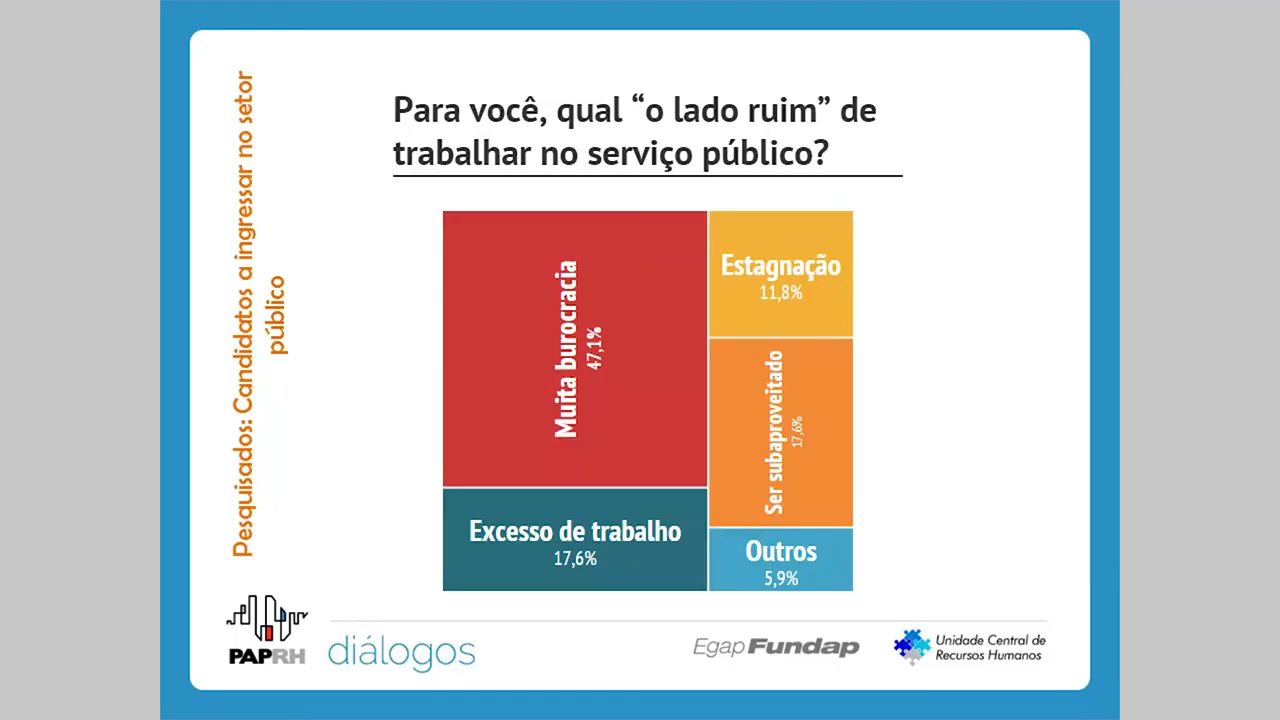 Pesquisados: Candidatos a ingressar no setor
público
Para você, qual “o lado ruim” de
trabalhar no serviço público?
Muita burocracia
47,1%
Estagnação
11,8%
Ser subaproveitado
17,6%
Excesso de trabalho
17,6%
Outros
5,9%
PAPRH
diálogos
Egap Fundap
Unidade Central de
Recursos Humanos